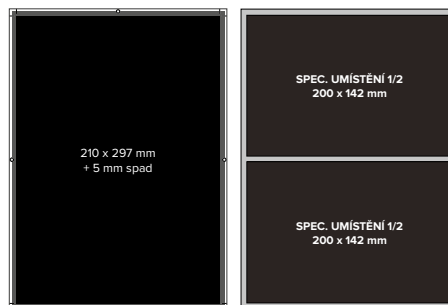 210 x 297 mm
+ 5 mm spad
SPEC. UMÍSTĚNÍ 1/2
200 x 142 mm
SPEC. UMÍSTĚNÍ 1/2
200 x 142 mm